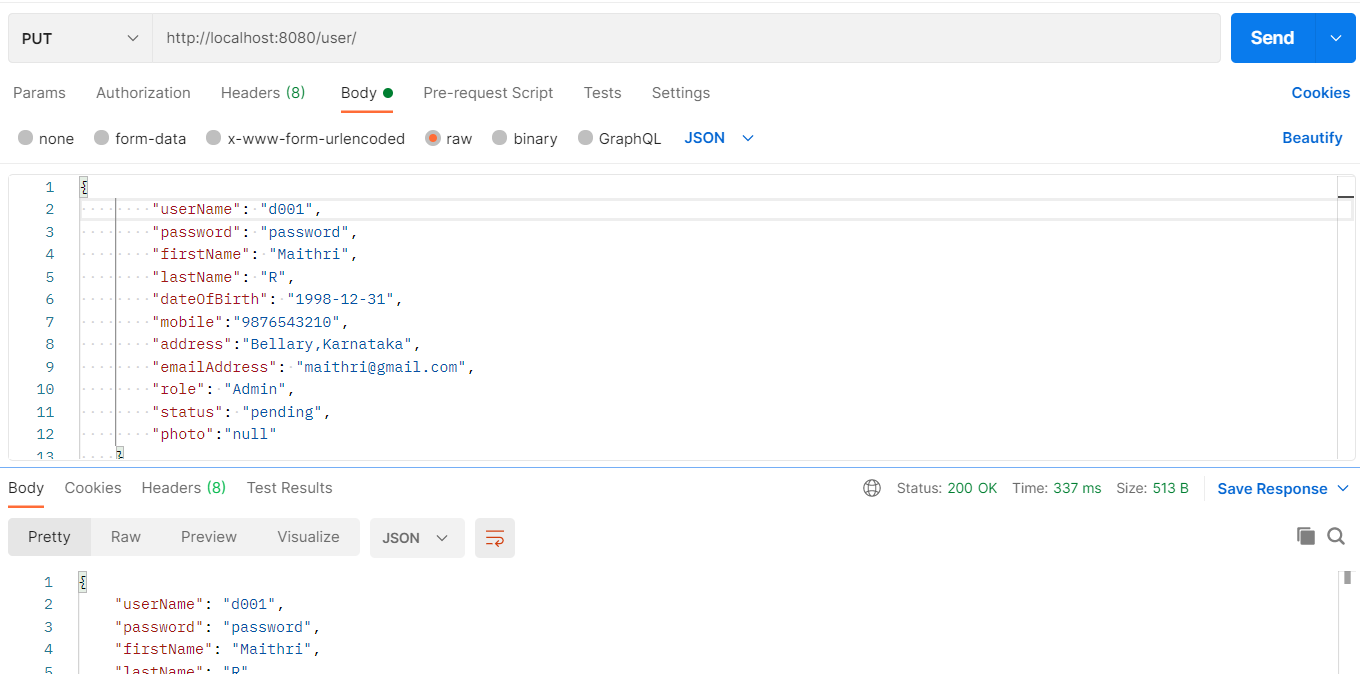 PUT http://localhost:8080/user/ Send
Params Authorization Headers (8) Body Pre-request Script Tests Settings Cookies
none form-data x-www-form-urlencoded raw binary GraphQL JSON Beautify
1 {
2 "userName": "d001",
3 "password": "password",
4 "firstName": "Maithri",
5 "lastName": "R",
6 "dateOfBirth": "1998-12-31",
7 "mobile":"9876543210",
8 "address":"Bellary,Karnataka",
9 "emailAddress": "maithri@gmail.com",
10 "role": "Admin",
11 "status": "pending",
12 "photo":"null"
13 }
Body Cookies Headers (8) Test Results Status: 200 OK Time: 337 ms Size: 513 B Save Response
Pretty Raw Preview Visualize JSON
1 {
2 "userName": "d001",
3 "password": "password",
4 "firstName": "Maithri",
5 "lastName": "R"